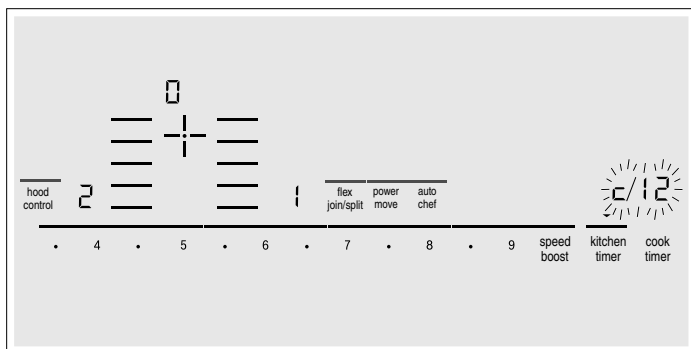 0
hood
control
2
1
flex
join/split
power
move
auto
chef
c/12
. 4 . 5 . 6 . 7 . 8 . 9
speed
boost
kitchen
timer
cook
timer